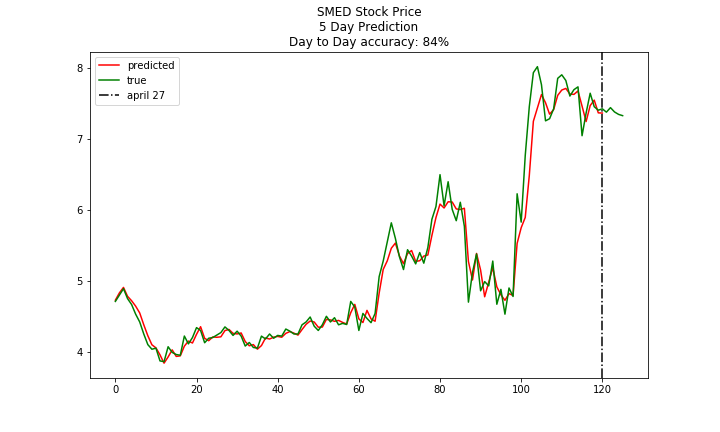 SMED Stock Price
5 Day Prediction
Day to Day accuracy: 84%
predicted
true
april 27
8
7
6
5
4
0
20
40
60
80
100
120